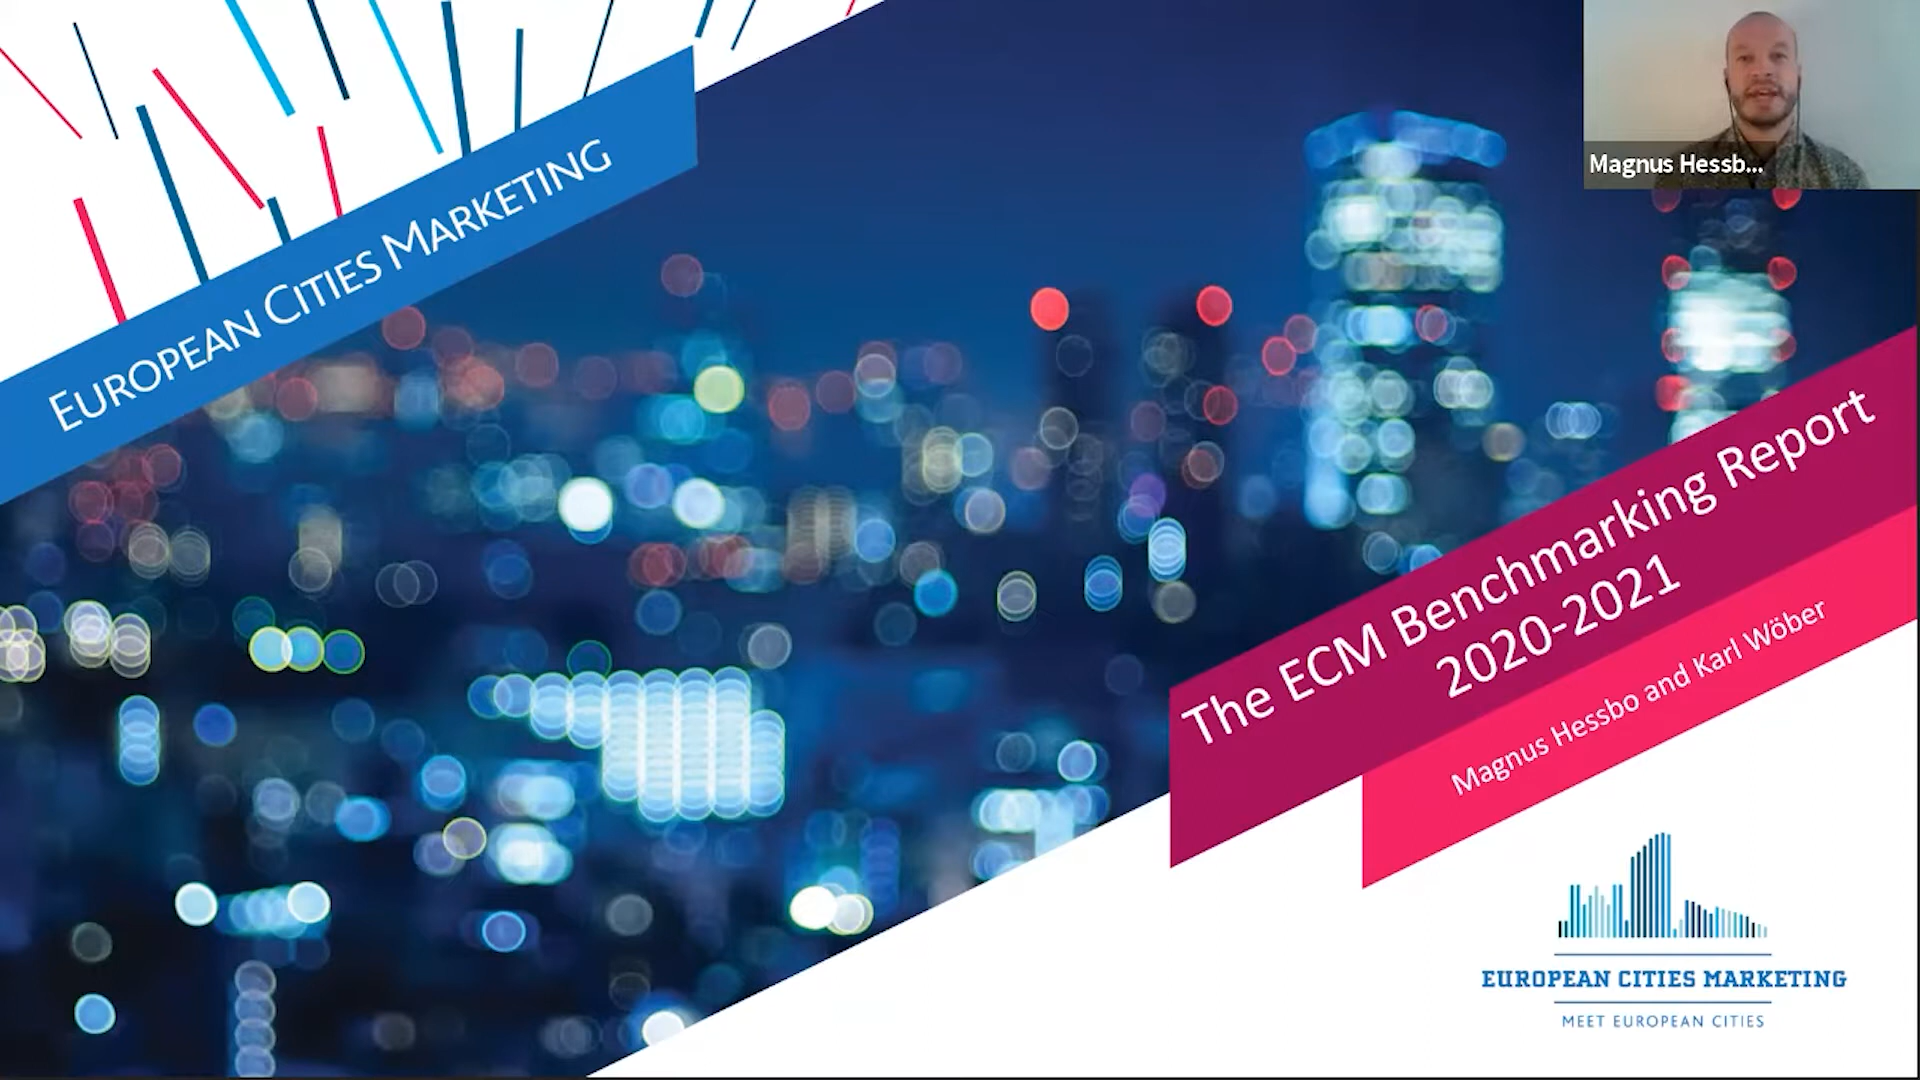 EUROPEAN CITIES MARKETING
Magnus Hessb...
The ECM Benchmarking Report
2020-2021
Magnus Hessbo and Karl Wöber
EUROPEAN CITIES MARKETING
MEET EUROPEAN CITIES